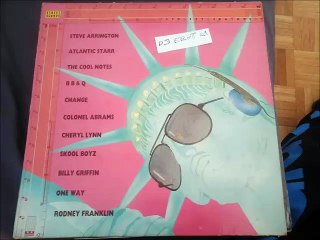 STEVE ARRINGTON
ATLANTIC STARR
THE COOL NOTES
B B & Q
CHANGE
COLONEL ABRAMS
CHERYL LYNN
SKOOL BOYZ
BILLY GRIFFIN
ONE WAY
RODNEY FRANKLIN